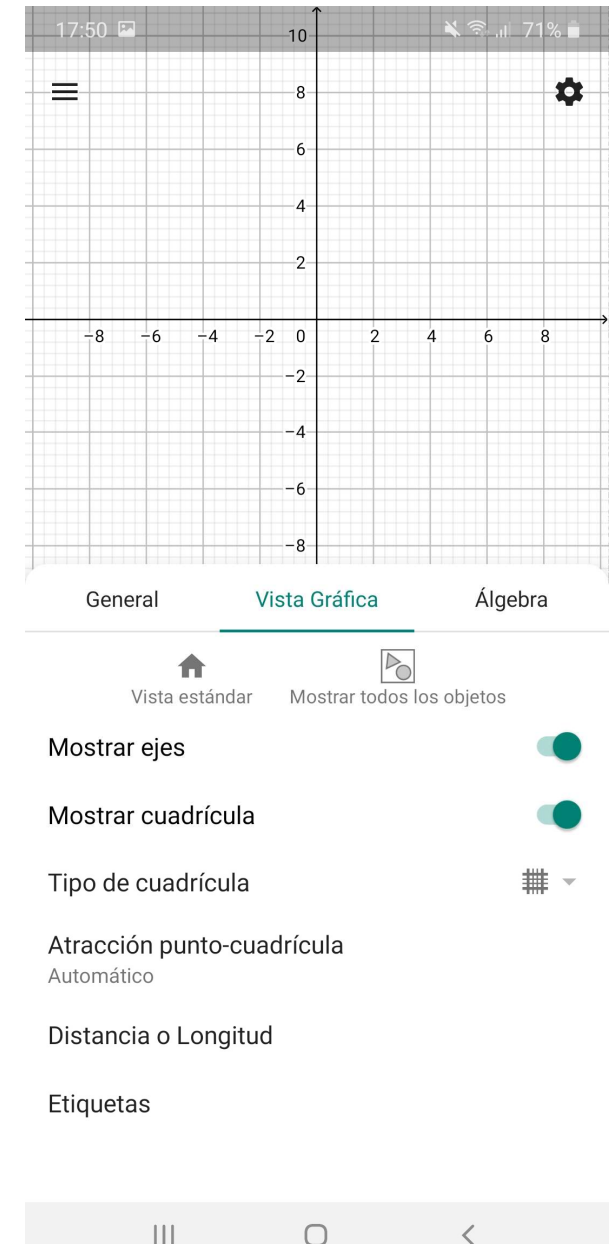 17:50 71%
10
8
6
4
2
−8 −6 −4 −2 0 2 4 6 8
−2
−4
−6
−8
General Vista Gráfica Álgebra
Vista estándar Mostrar todos los objetos
Mostrar ejes
Mostrar cuadrícula
Tipo de cuadrícula
Atracción punto-cuadrícula
Automático
Distancia o Longitud
Etiquetas